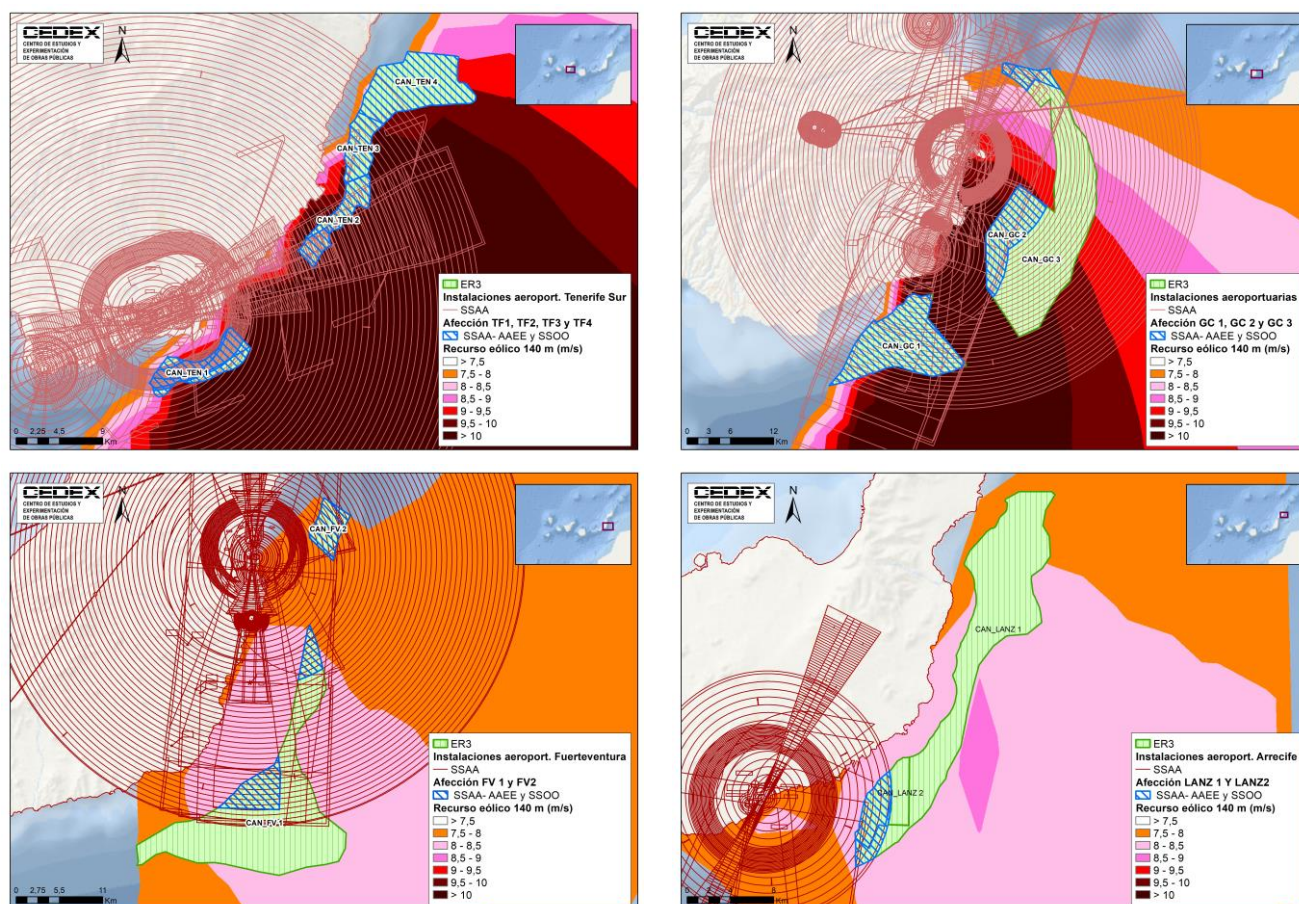 CEDEX
CENTRO DE ESTUDIOS Y
EXPERIMENTACIÓN
DE OBRAS PÚBLICAS
N
CAN_TEN 4
CAN_TEN 3
CAN_TEN 2
CAN_TEN 1
ER3
Instalaciones aeroport. Tenerife Sur
SSAA
Afección TF1, TF2, TF3 y TF4
SSAA- AAEE y SSOO
Recurso eólico 140 m (m/s)
> 7,5
7,5 - 8
8 - 8,5
8,5 - 9
9 - 9,5
9,5 - 10
> 10
0 2,25 4,5 9
Km
CEDEX
CENTRO DE ESTUDIOS Y
EXPERIMENTACIÓN
DE OBRAS PÚBLICAS
N
CAN_GC 2
CAN_GC 3
CAN_GC 1
ER3
Instalaciones aeroportuarias
SSAA
Afección GC 1, GC 2 y GC 3
SSAA- AAEE y SSOO
Recurso eólico 140 m (m/s)
> 7,5
7,5 - 8
8 - 8,5
8,5 - 9
9 - 9,5
9,5 - 10
> 10
0 3 6 12
Km
CEDEX
CENTRO DE ESTUDIOS Y
EXPERIMENTACIÓN
DE OBRAS PÚBLICAS
N
CAN_FV 2
CAN_FV 1
ER3
Instalaciones aeroport. Fuerteventura
SSAA
Afección FV 1 y FV2
SSAA- AAEE y SSOO
Recurso eólico 140 m (m/s)
> 7,5
7,5 - 8
8 - 8,5
8,5 - 9
9 - 9,5
9,5 - 10
> 10
0 2,75 5,5 11
Km
CEDEX
CENTRO DE ESTUDIOS Y
EXPERIMENTACIÓN
DE OBRAS PÚBLICAS
N
CAN_LANZ 1
CAN_LANZ 2
ER3
Instalaciones aeroport. Arrecife
SSAA
Afección LANZ 1 Y LANZ2
SSAA- AAEE y SSOO
Recurso eólico 140 m (m/s)
> 7,5
7,5 - 8
8 - 8,5
8,5 - 9
9 - 9,5
9,5 - 10
> 10
0 2 4 8
Km